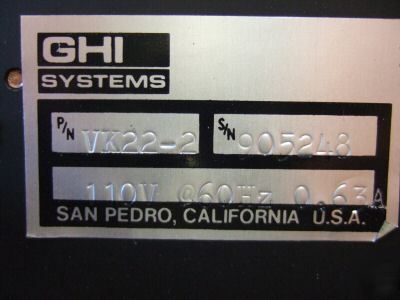 GHI
SYSTEMS
P/N VK22-2 S/N 905248
110V @60Hz 0.63A
SAN PEDRO, CALIFORNIA U.S.A.